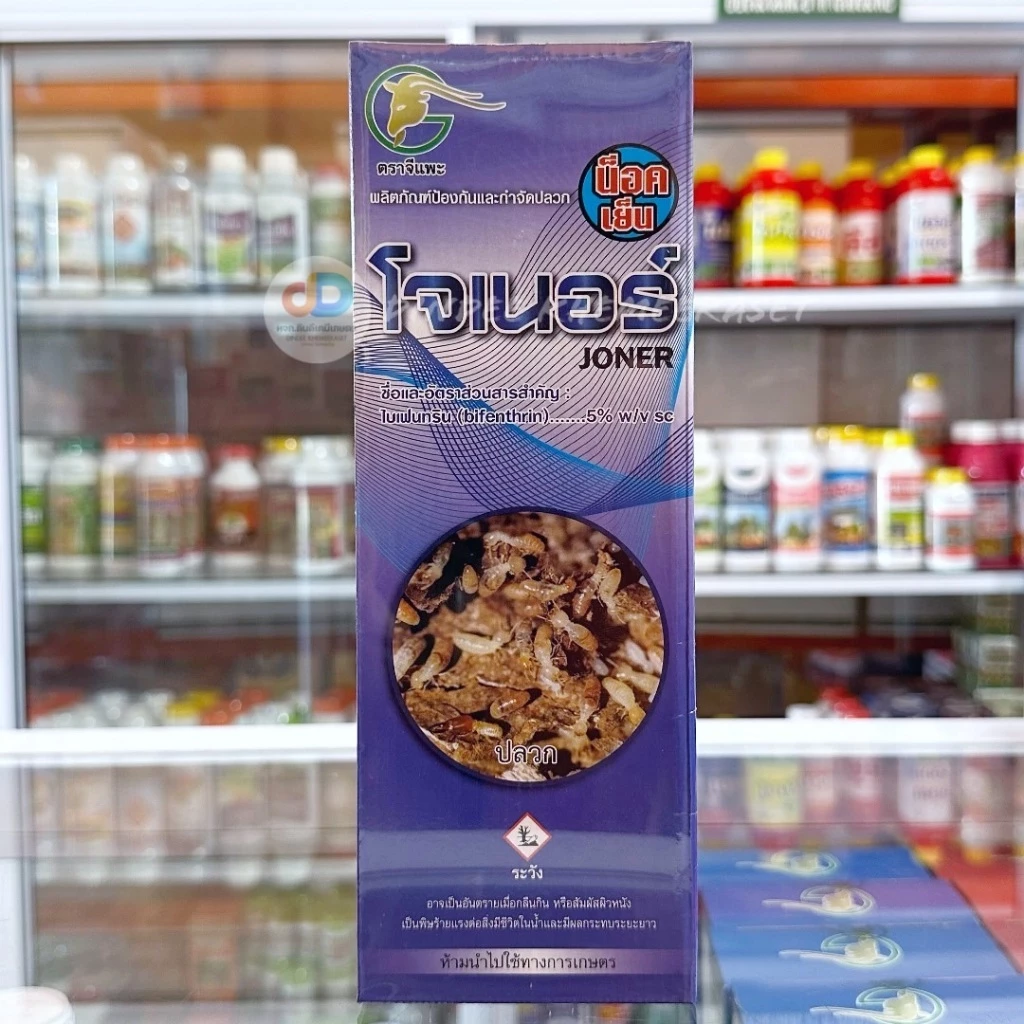 ตราจีแพะ
ผลิตภัณฑ์ป้องกันและกำจัดปลวก
น็อค
เย็น
โจเนอร์
JONER
ชื่อและอัตราส่วนสารสำคัญ :
ไบเฟนทริน (bifenthrin).......5% w/v sc
ปลวก
ระวัง
อาจเป็นอันตรายเมื่อกลืนกิน หรือสัมผัสผิวหนัง
เป็นพิษร้ายแรงต่อสิ่งมีชีวิตในน้ำและมีผลกระทบระยะยาว
ห้ามนำไปใช้ทางการเกษตร